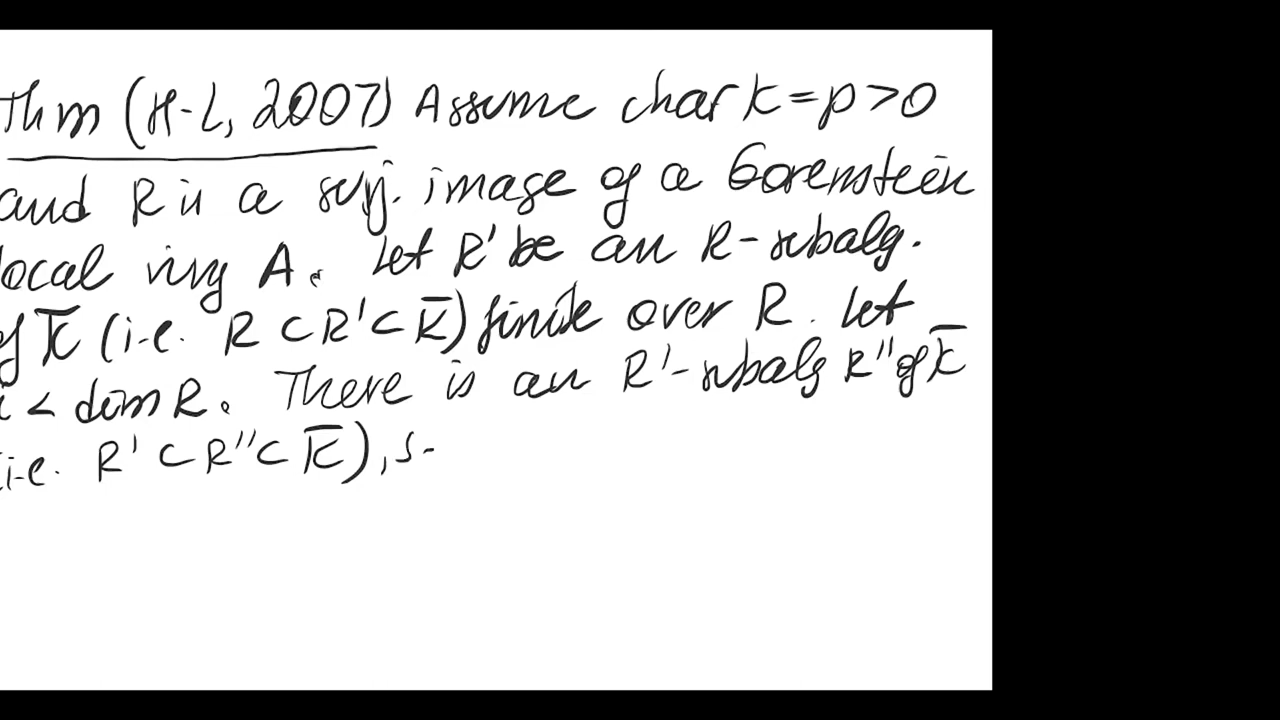 Thm (H-L, 2007) Assume char K = p > 0
and R is a surj. image of a Gorenstein
local ring A. Let R' be an R-subalg.
of K̅ (i.e. R ⊂ R' ⊂ K̅) finite over R. Let
i < dim R. There is an R'-subalg R'' of K̅
(i.e. R' ⊂ R'' ⊂ K̅), s-